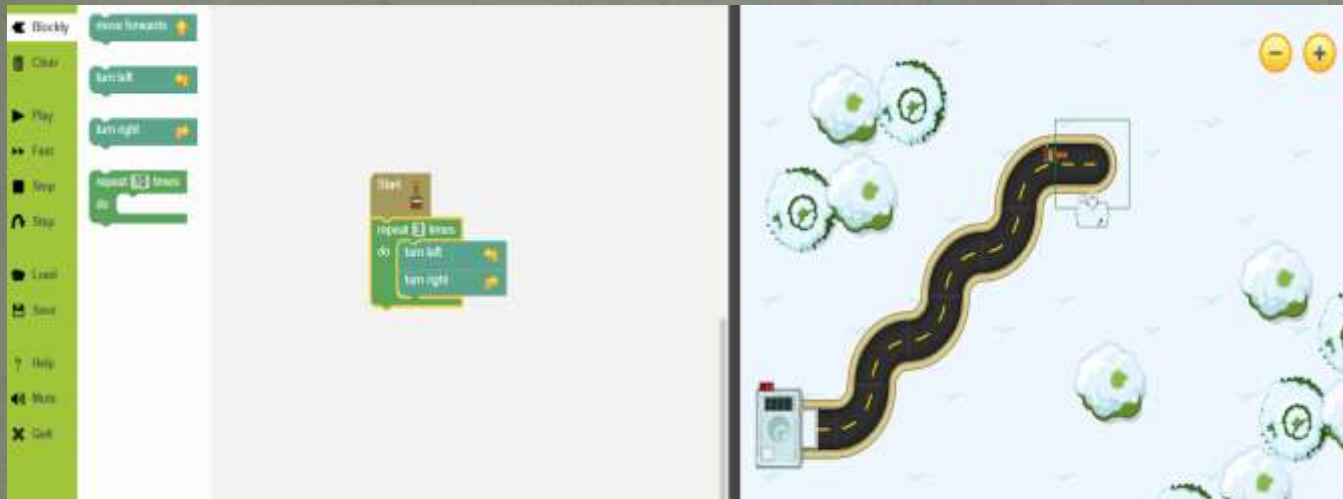 Blockly
Clear
Play
Fast
Stop
Step
Load
Save
? Help
Mute
Quit
move forwards
turn left
turn right
repeat times
do
Start
repeat 3 times
do
turn left
turn right
−
+